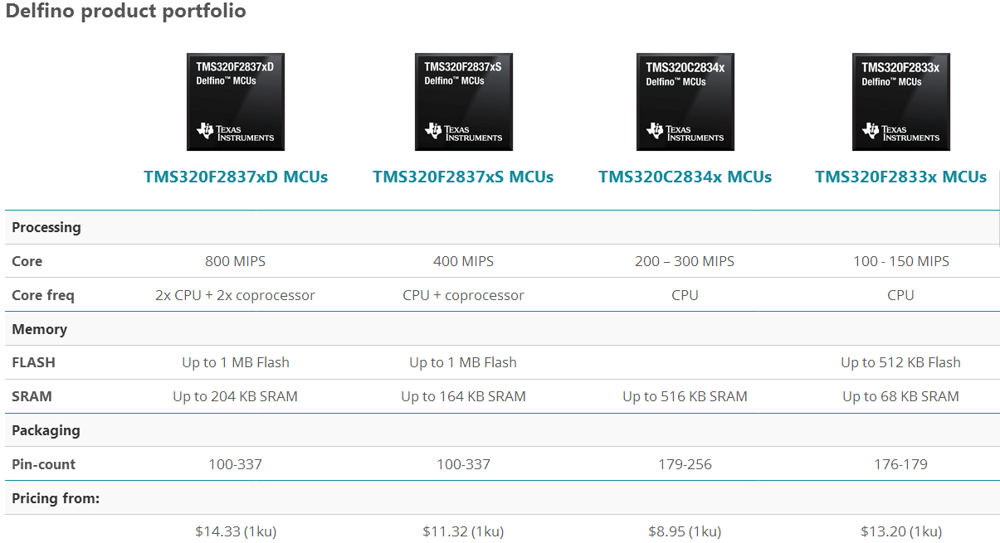 Delfino product portfolio
TMS320F2837xD
Delfino™ MCUs
TEXAS
INSTRUMENTS
TMS320F2837xS
Delfino™ MCUs
TEXAS
INSTRUMENTS
TMS320C2834x
Delfino™ MCUs
TEXAS
INSTRUMENTS
TMS320F2833x
Delfino™ MCUs
TEXAS
INSTRUMENTS
TMS320F2837xD MCUs TMS320F2837xS MCUs TMS320C2834x MCUs TMS320F2833x MCUs
Processing
Core 800 MIPS 400 MIPS 200 – 300 MIPS 100 - 150 MIPS
Core freq 2x CPU + 2x coprocessor CPU + coprocessor CPU CPU
Memory
FLASH Up to 1 MB Flash Up to 1 MB Flash Up to 512 KB Flash
SRAM Up to 204 KB SRAM Up to 164 KB SRAM Up to 516 KB SRAM Up to 68 KB SRAM
Packaging
Pin-count 100-337 100-337 179-256 176-179
Pricing from:
$14.33 (1ku) $11.32 (1ku) $8.95 (1ku) $13.20 (1ku)